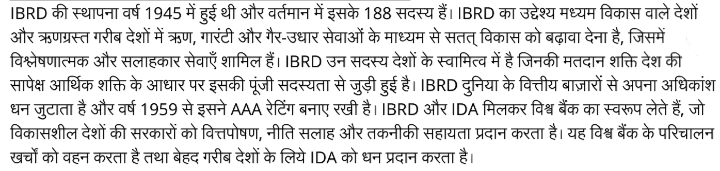 IBRD की स्थापना वर्ष 1945 में हुई थी और वर्तमान में इसके 188 सदस्य हैं। IBRD का उद्देश्य मध्यम विकास वाले देशों
और ऋणग्रस्त गरीब देशों में ऋण, गारंटी और गैर-उधार सेवाओं के माध्यम से सतत् विकास को बढ़ावा देना है, जिसमें
विश्लेषणात्मक और सलाहकार सेवाएँ शामिल हैं। IBRD उन सदस्य देशों के स्वामित्व में है जिनकी मतदान शक्ति देश की
सापेक्ष आर्थिक शक्ति के आधार पर इसकी पूंजी सदस्यता से जुड़ी हुई है। IBRD दुनिया के वित्तीय बाज़ारों से अपना अधिकांश
धन जुटाता है और वर्ष 1959 से इसने AAA रेटिंग बनाए रखी है। IBRD और IDA मिलकर विश्व बैंक का स्वरूप लेते हैं, जो
विकासशील देशों की सरकारों को वित्तपोषण, नीति सलाह और तकनीकी सहायता प्रदान करता है। यह विश्व बैंक के परिचालन
खर्चों को वहन करता है तथा बेहद गरीब देशों के लिये IDA को धन प्रदान करता है।